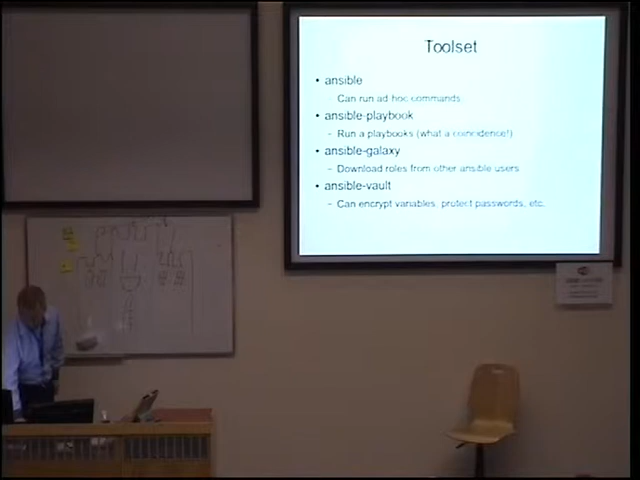 Toolset
• ansible
– Can run ad hoc commands
• ansible-playbook
– Run a playbooks (what a coincidence!)
• ansible-galaxy
– Download roles from other ansible users
• ansible-vault
– Can encrypt variables, protect passwords, etc.